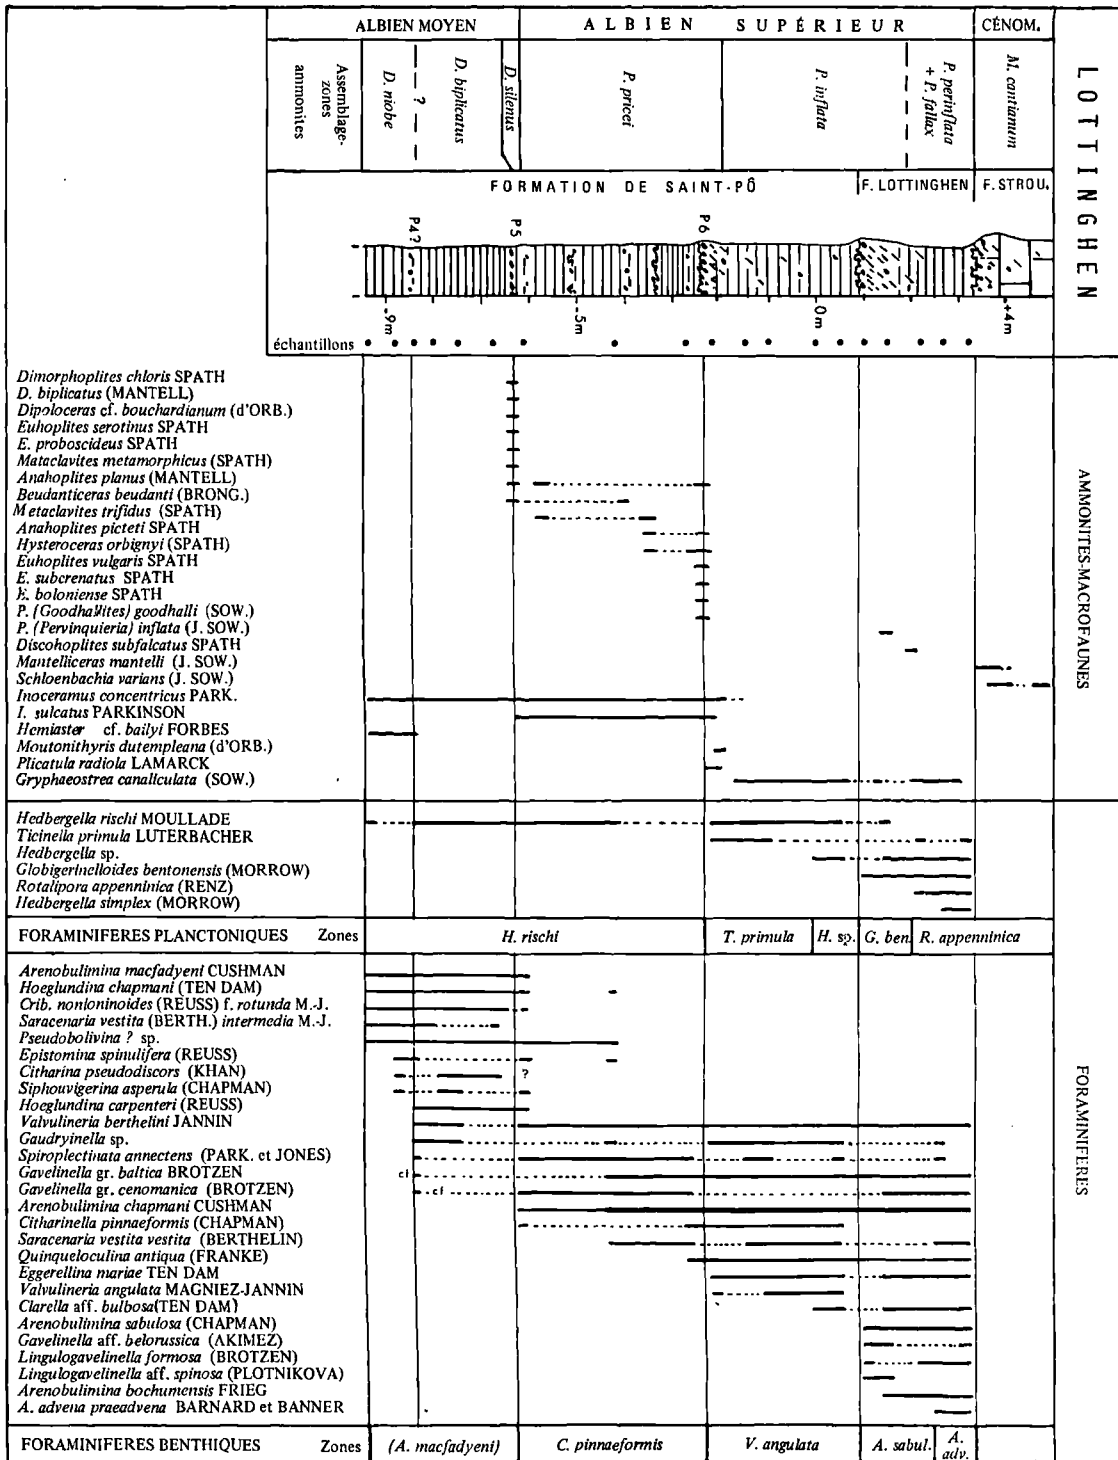 ALBIEN MOYEN
ALBIEN SUPÉRIEUR
CÉNOM.
LOTTINGHEN
Assemblage-zones ammonites
D. niobe
?
D. biplicatus
D. silenus
P. pricei
P. inflata
P. perinflata + P. fallax
M. cantianum
FORMATION DE SAINT-PÔ
F. LOTTINGHEN
F. STROU.
P4?
P5
P6
-9m
-5m
0m
+4m
échantillons
Dimorphoplites chloris SPATH
D. biplicatus (MANTELL)
Dipoloceras cf. bouchardianum (d'ORB.)
Euhoplites serotinus SPATH
E. proboscideus SPATH
Mataclavites metamorphicus (SPATH)
Anahoplites planus (MANTELL)
Beudanticeras beudanti (BRONG.)
Metaclavites trifidus (SPATH)
Anahoplites picteti SPATH
Hysteroceras orbignyi (SPATH)
Euhoplites vulgaris SPATH
E. subcrenatus SPATH
E. boloniense SPATH
P. (Goodhallites) goodhalli (SOW.)
P. (Pervinquieria) inflata (J. SOW.)
Discohoplites subfalcatus SPATH
Mantelliceras mantelli (J. SOW.)
Schloenbachia varians (J. SOW.)
Inoceramus concentricus PARK.
I. sulcatus PARKINSON
Hemiaster cf. bailyi FORBES
Moutonithyris dutempleana (d'ORB.)
Plicatula radiola LAMARCK
Gryphaeostrea canaliculata (SOW.)
AMMONITES-MACROFAUNES
Hedbergella rischi MOULLADE
Ticinella primula LUTERBACHER
Hedbergella sp.
Globigerinelloides bentonensis (MORROW)
Rotalipora appenninica (RENZ)
Hedbergella simplex (MORROW)
FORAMINIFERES PLANCTONIQUES Zones H. rischi T. primula H. sp. G. ben. R. appenninica
Arenobulimina macfadyeni CUSHMAN
Hoeglundina chapmani (TEN DAM)
Crib. nonioninoides (REUSS) f. rotunda M.-J.
Saracenaria vestita (BERTH.) intermedia M.-J.
Pseudobolivina ? sp.
Epistomina spinulifera (REUSS)
Citharina pseudodiscors (KHAN) ?
Siphouvigerina asperula (CHAPMAN)
Hoeglundina carpenteri (REUSS)
Valvulineria berthelini JANNIN
Gaudryinella sp.
Spiroplectinata annectens (PARK. et JONES)
Gavelinella gr. baltica BROTZEN cf
Gavelinella gr. cenomanica (BROTZEN) cf
Arenobulimina chapmani CUSHMAN
Citharinella pinnaeformis (CHAPMAN)
Saracenaria vestita vestita (BERTHELIN)
Quinqueloculina antiqua (FRANKE)
Eggerellina mariae TEN DAM
Valvulineria angulata MAGNIEZ-JANNIN
Clarella aff. bulbosa (TEN DAM)
Arenobulimina sabulosa (CHAPMAN)
Gavelinella aff. belorussica (AKIMEZ)
Lingulogavelinella formosa (BROTZEN)
Lingulogavelinella aff. spinosa (PLOTNIKOVA)
Arenobulimina bochumensis FRIEG
A. advena praeadvena BARNARD et BANNER
FORAMINIFERES
FORAMINIFERES BENTHIQUES Zones (A. macfadyeni) C. pinnaeformis V. angulata A. sabul. A. adv.